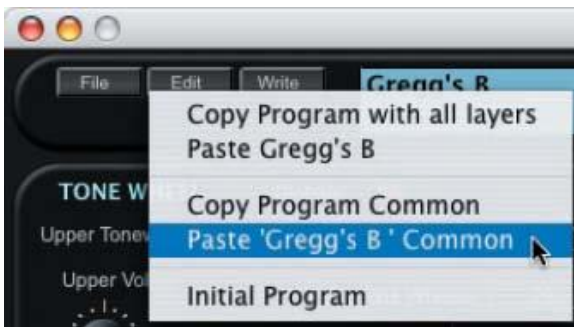 File Edit Write Gregg's B
Copy Program with all layers
Paste Gregg's B
TONE W
Copy Program Common
Upper Tonew
Paste 'Gregg's B ' Common
Upper Vol
Initial Program